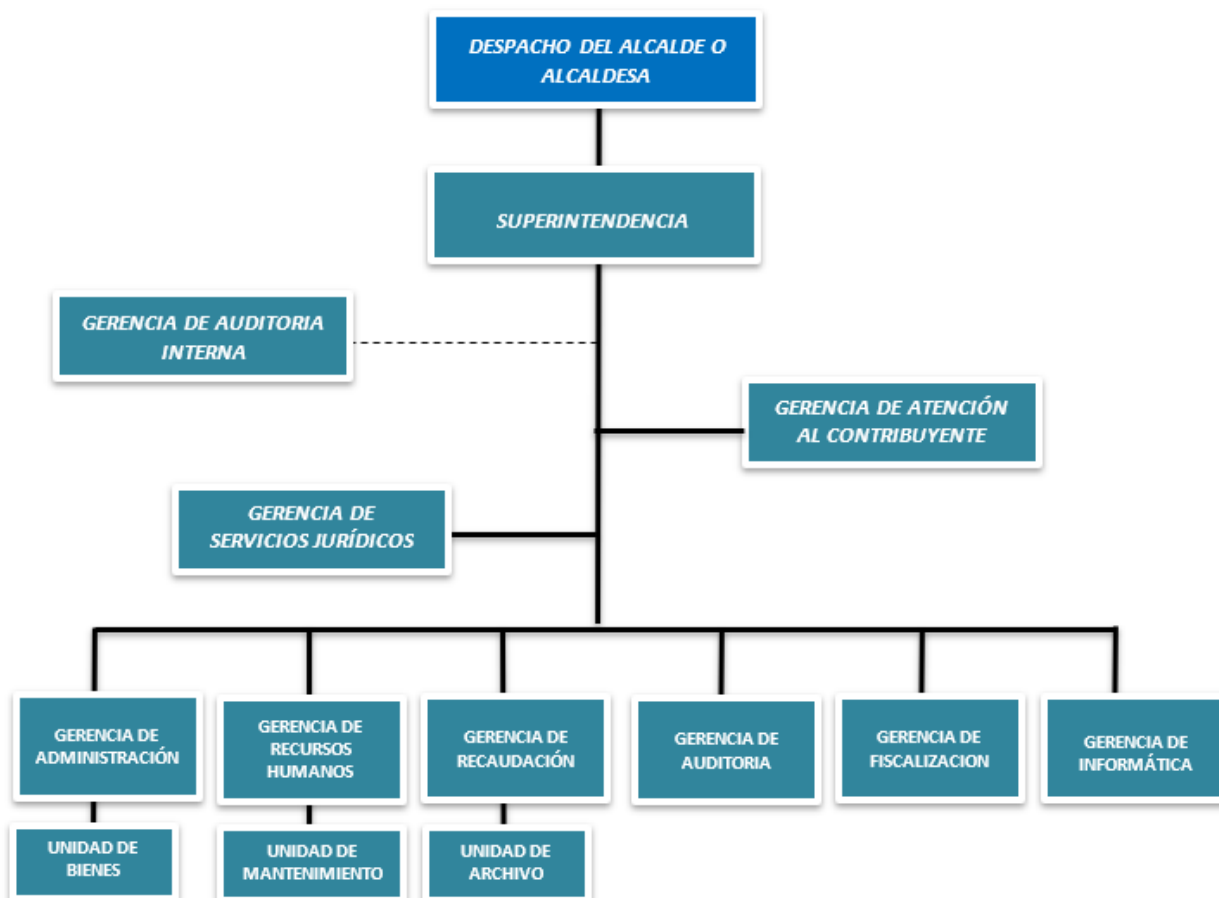 DESPACHO DEL ALCALDE O
ALCALDESA
SUPERINTENDENCIA
GERENCIA DE AUDITORIA
INTERNA
GERENCIA DE ATENCIÓN
AL CONTRIBUYENTE
GERENCIA DE
SERVICIOS JURÍDICOS
GERENCIA DE
ADMINISTRACIÓN
GERENCIA DE
RECURSOS
HUMANOS
GERENCIA DE
RECAUDACIÓN
GERENCIA DE
AUDITORIA
GERENCIA DE
FISCALIZACION
GERENCIA DE
INFORMÁTICA
UNIDAD DE
BIENES
UNIDAD DE
MANTENIMIENTO
UNIDAD DE
ARCHIVO